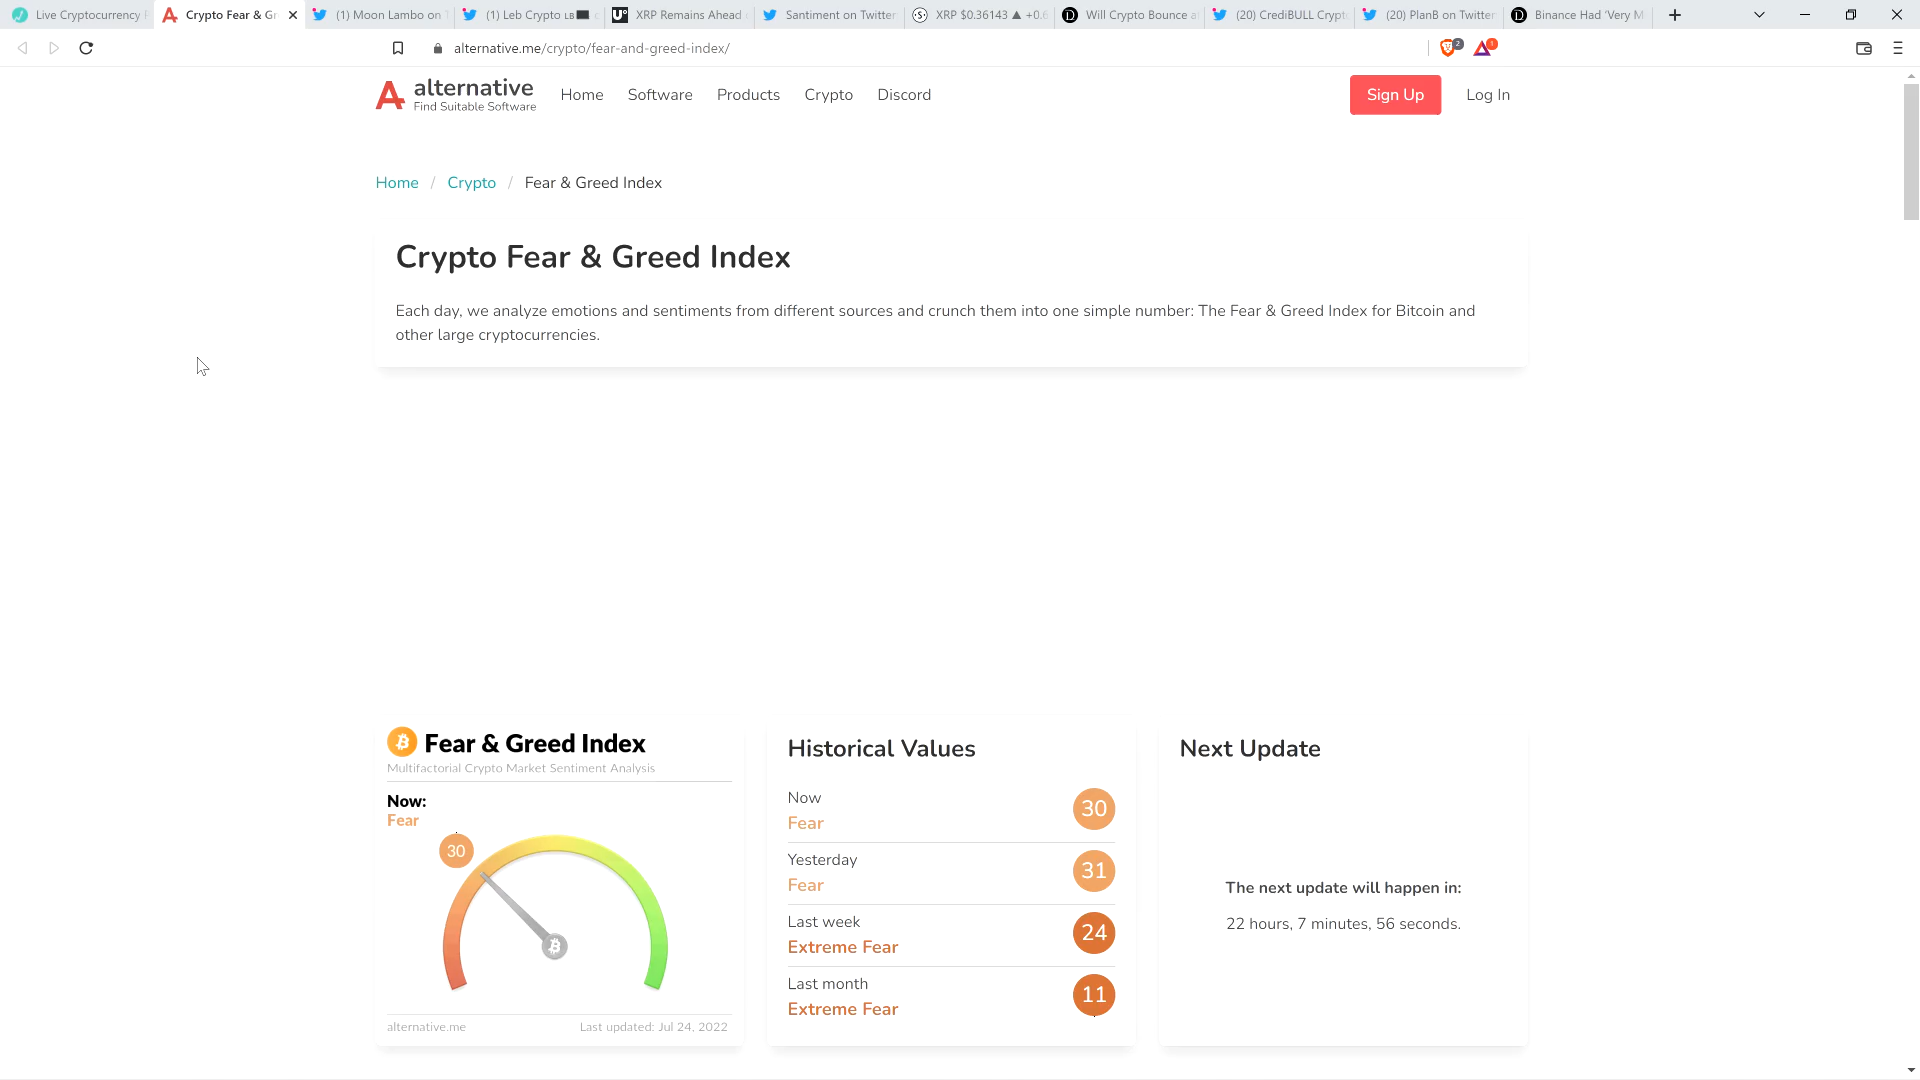 Live Cryptocurrency P
Crypto Fear & Gr
(1) Moon Lambo on T
(1) Leb Crypto LB
XRP Remains Ahead
Santiment on Twitter
XRP $0.36143 ▲ +0.6
Will Crypto Bounce a
(20) CrediBULL Crypto
(20) PlanB on Twitter
Binance Had 'Very M
alternative.me/crypto/fear-and-greed-index/
2
1
alternative
Find Suitable Software
Home
Software
Products
Crypto
Discord
Sign Up
Log In
Home / Crypto / Fear & Greed Index
Crypto Fear & Greed Index
Each day, we analyze emotions and sentiments from different sources and crunch them into one simple number: The Fear & Greed Index for Bitcoin and
other large cryptocurrencies.
Fear & Greed Index
Multifactorial Crypto Market Sentiment Analysis
Now:
Fear
30
alternative.me
Last updated: Jul 24, 2022
Historical Values
Now
Fear
30
Yesterday
Fear
31
Last week
Extreme Fear
24
Last month
Extreme Fear
11
Next Update
The next update will happen in:
22 hours, 7 minutes, 56 seconds.